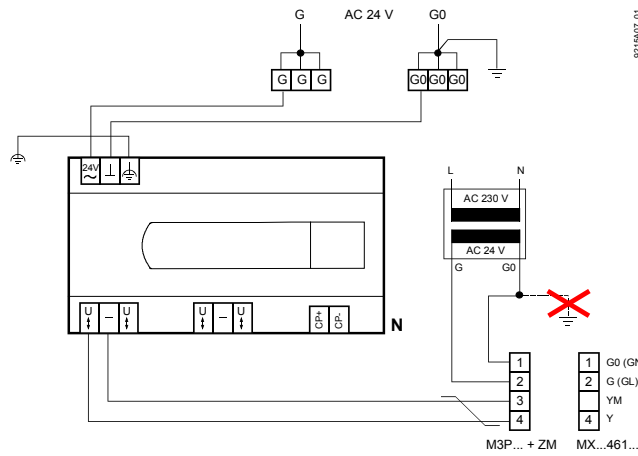 G AC 24 V G0
9215A07_01
G G G G0 G0 G0
24V
L N
AC 230 V
AC 24 V
G G0
U – U U – U CP+ CP- N
1 1 G0 (GN
2 2 G (GL)
3 YM
4 4 Y
M3P... + ZM MX...461...